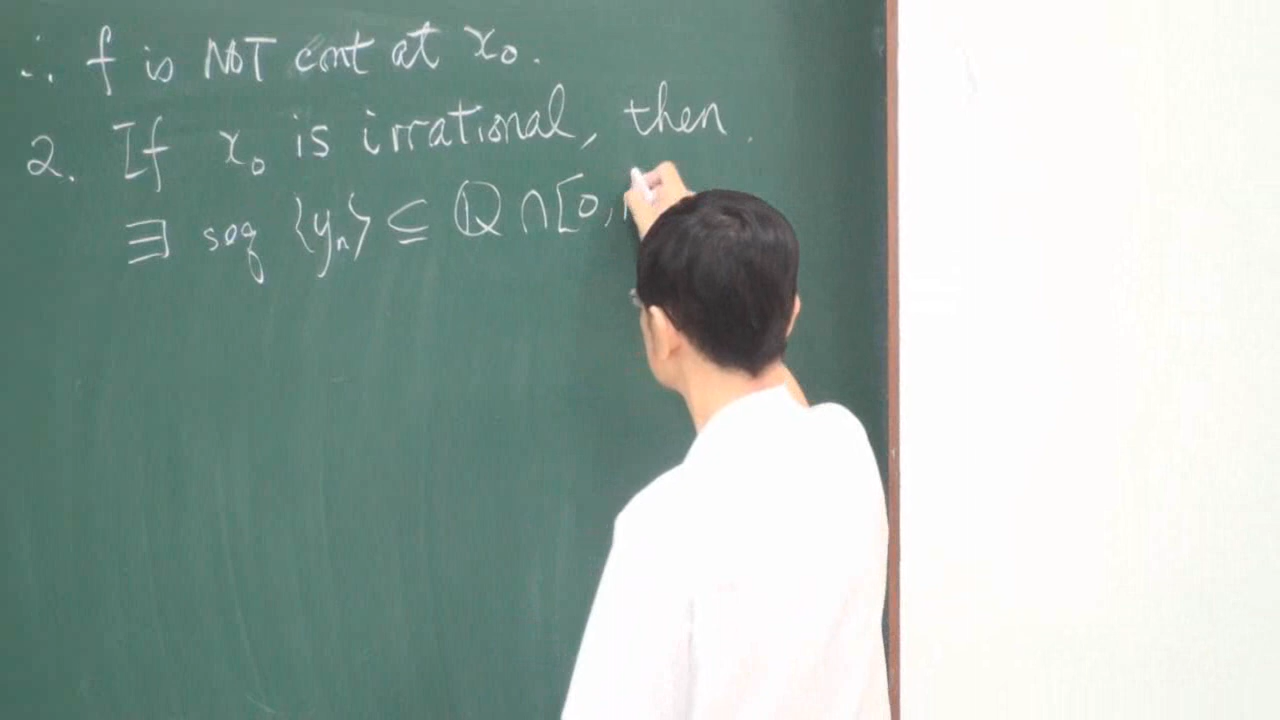 ∴ f is NOT cont at x₀.
2. If x₀ is irrational, then
∃ seq ⟨yₙ⟩ ⊆ ℚ ∩ [0,